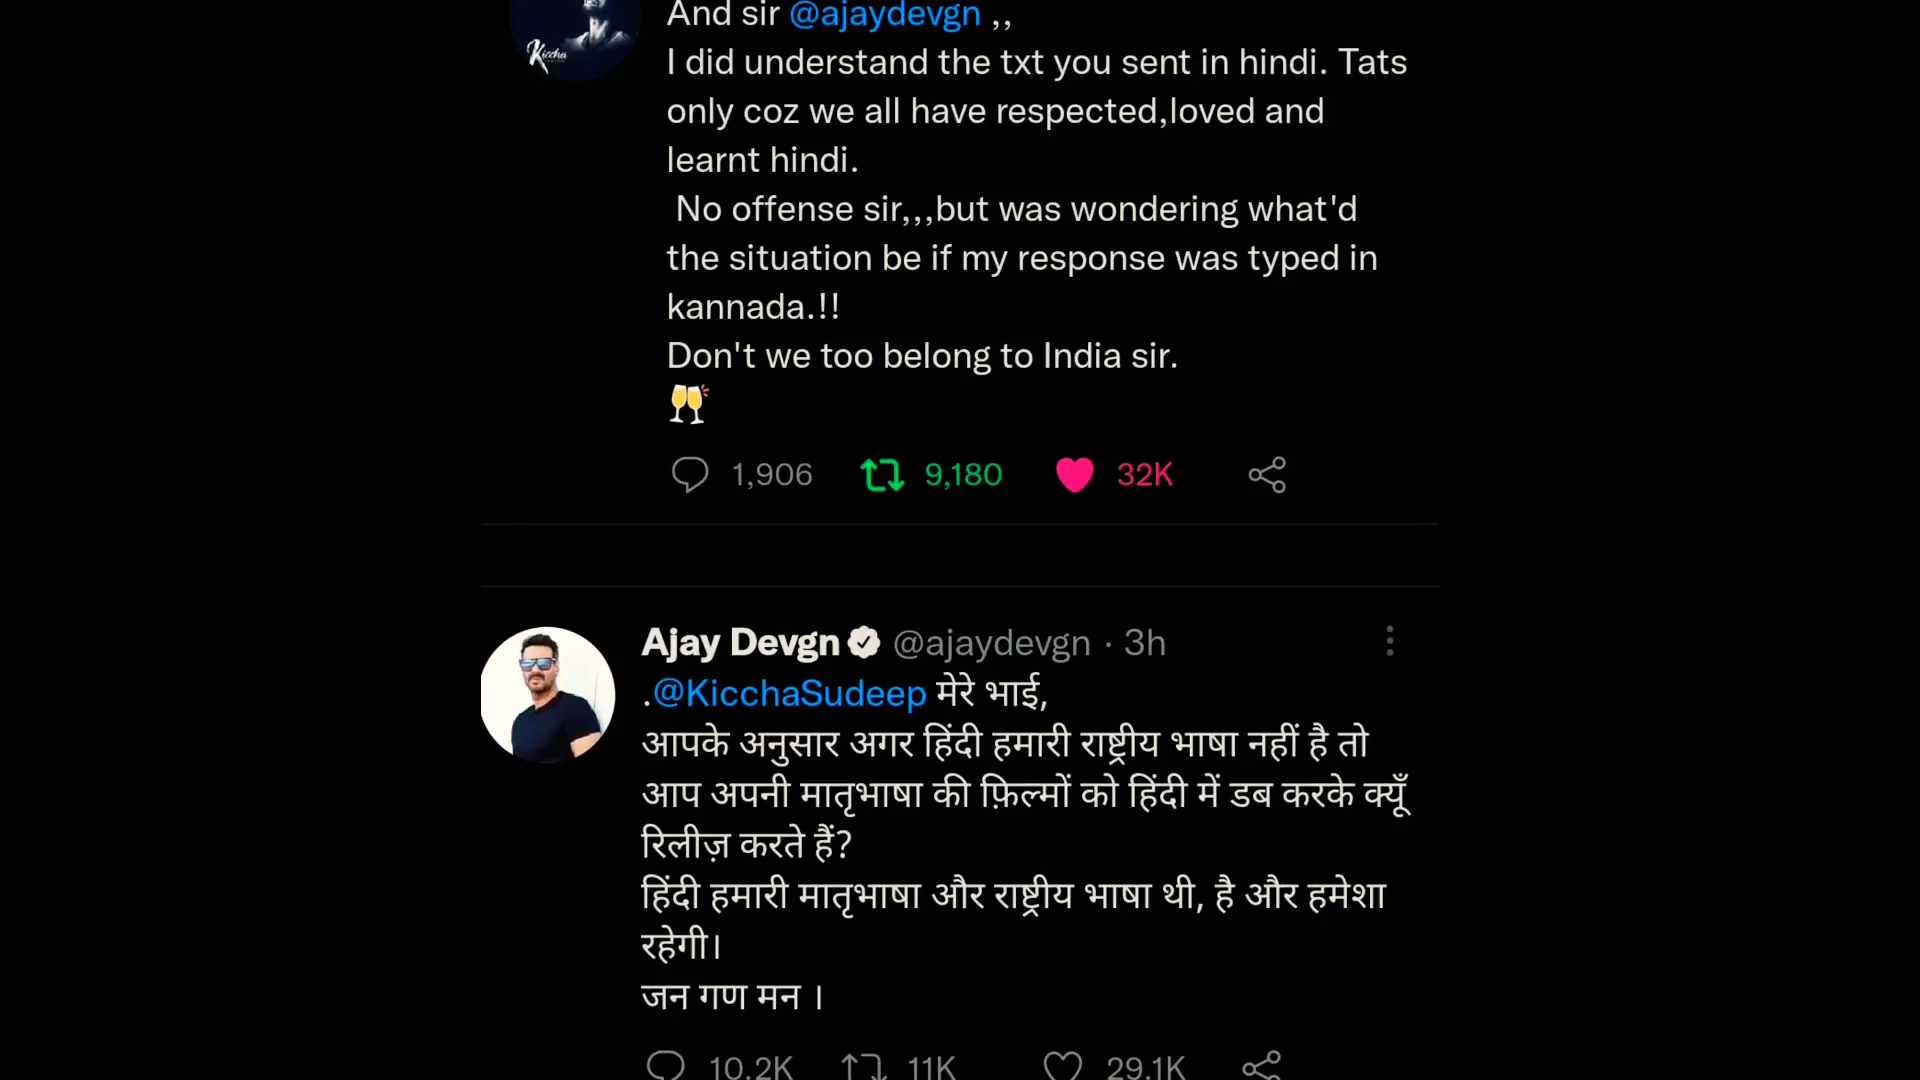 And sir @ajaydevgn ,,
Kiccha
I did understand the txt you sent in hindi. Tats
only coz we all have respected,loved and
learnt hindi.
No offense sir,,,but was wondering what'd
the situation be if my response was typed in
kannada.!!
Don't we too belong to India sir.
🥂
1,906 9,180 32K
Ajay Devgn @ajaydevgn · 3h
.@KicchaSudeep मेरे भाई,
आपके अनुसार अगर हिंदी हमारी राष्ट्रीय भाषा नहीं है तो
आप अपनी मातृभाषा की फ़िल्मों को हिंदी में डब करके क्यूँ
रिलीज़ करते हैं?
हिंदी हमारी मातृभाषा और राष्ट्रीय भाषा थी, है और हमेशा
रहेगी।
जन गण मन ।
10.2K 11K 29.1K